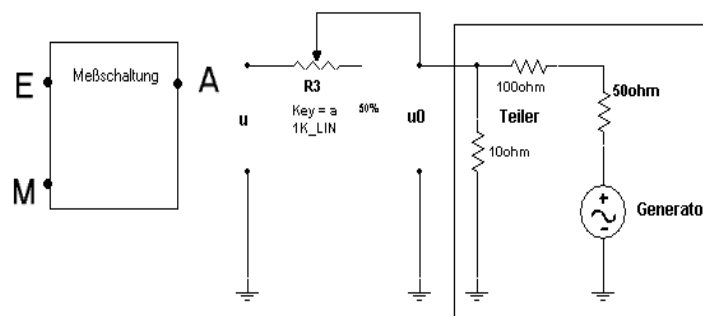 E
Meßschaltung
A
M
R3
Key = a
1K_LIN
50%
u
u0
100ohm
50ohm
Teiler
10ohm
Generato